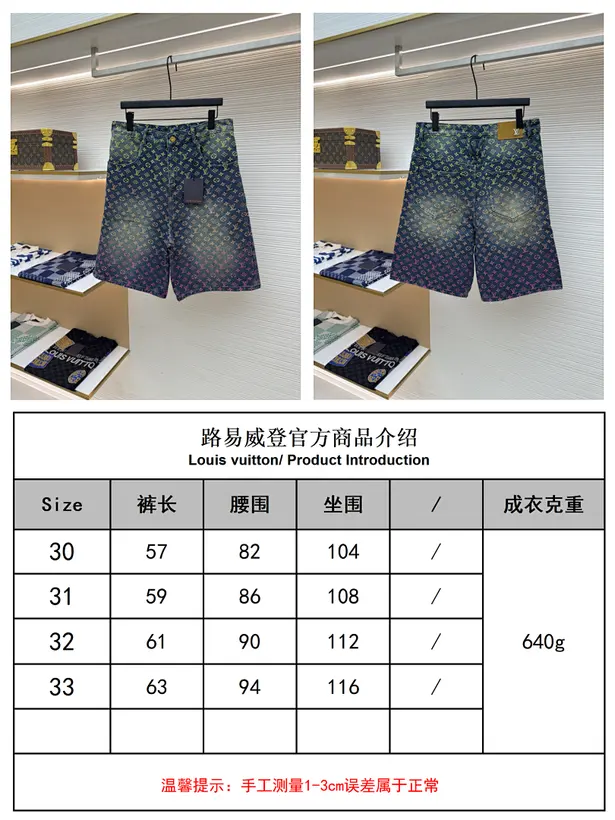 LOUIS VUITTON
路易威登官方商品介绍
Louis vuitton/ Product Introduction
Size 裤长 腰围 坐围 / 成衣克重
30 57 82 104 /
31 59 86 108 /
32 61 90 112 /
33 63 94 116 /
640g
温馨提示：手工测量1-3cm误差属于正常